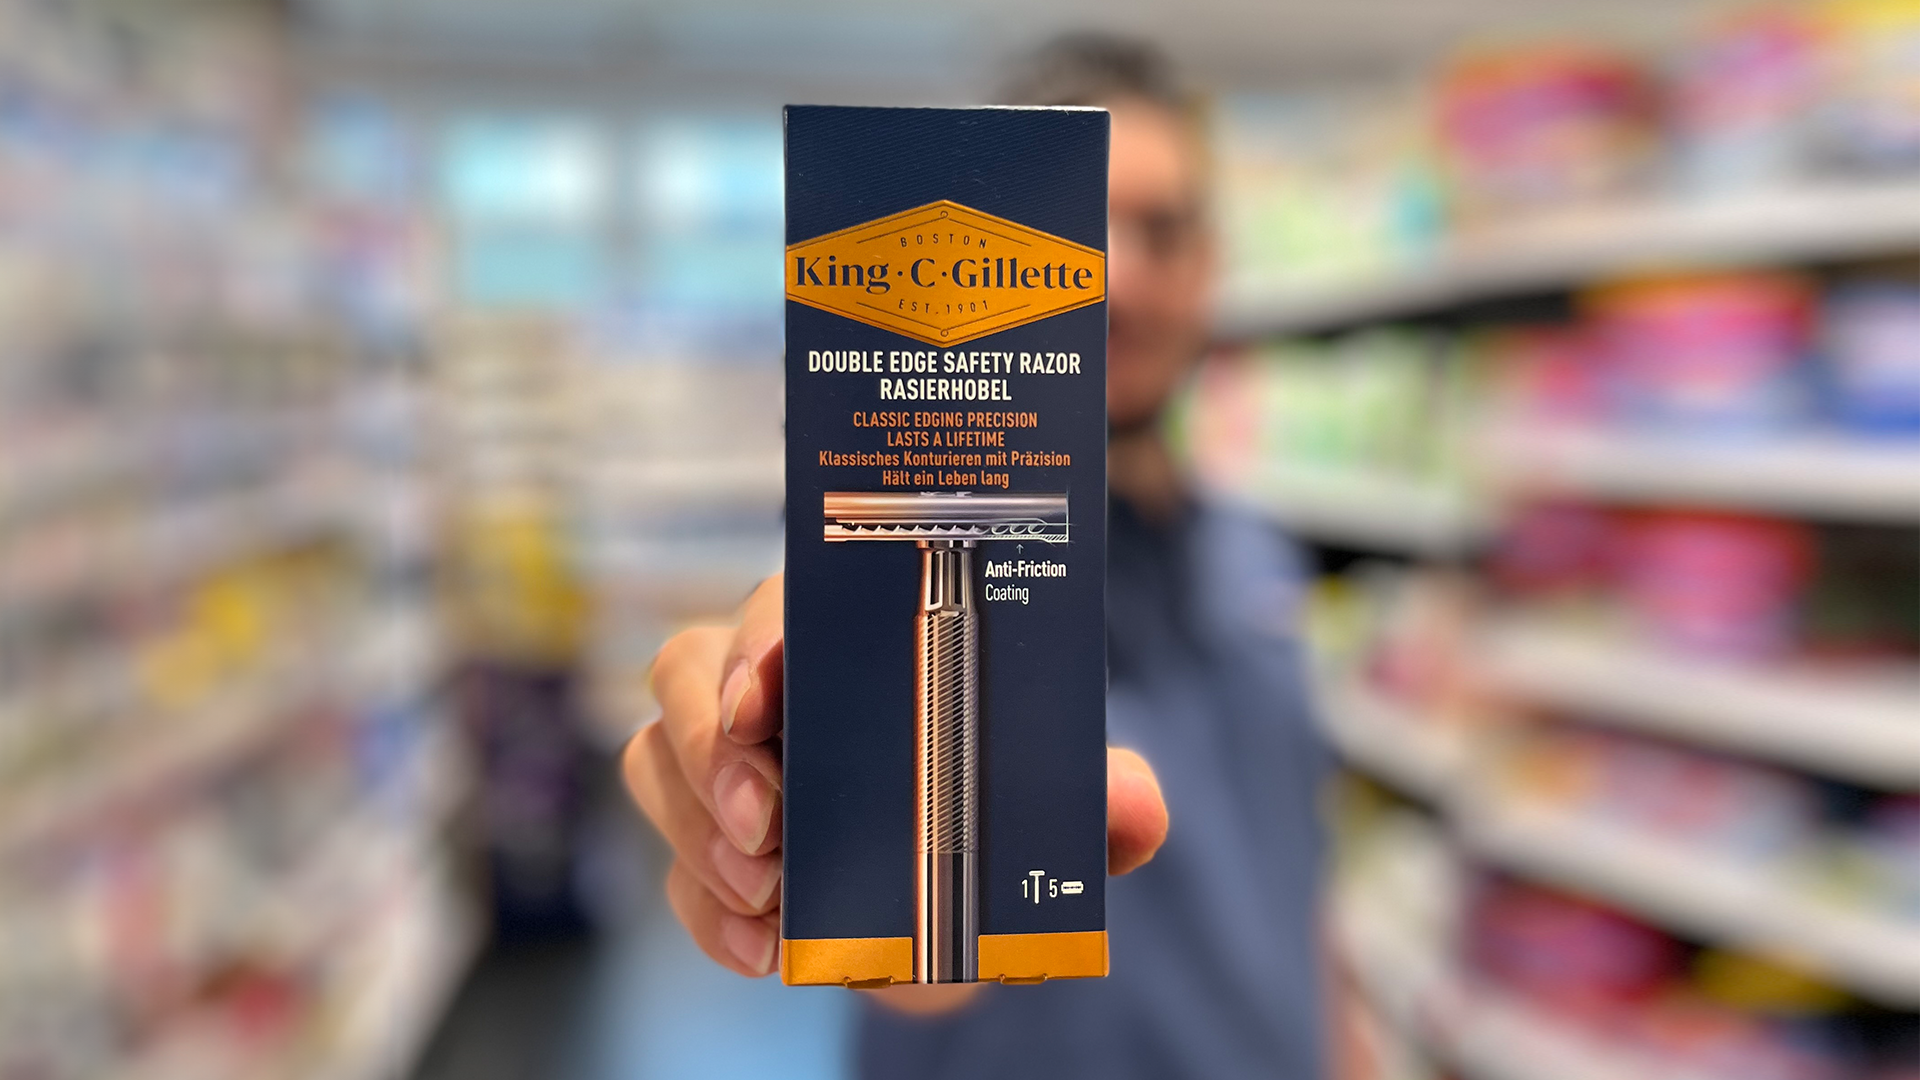 BOSTON
King·C·Gillette
EST.1901
DOUBLE EDGE SAFETY RAZOR
RASIERHOBEL
CLASSIC EDGING PRECISION
LASTS A LIFETIME
Klassisches Konturieren mit Präzision
Hält ein Leben lang
Anti-Friction
Coating
1 5